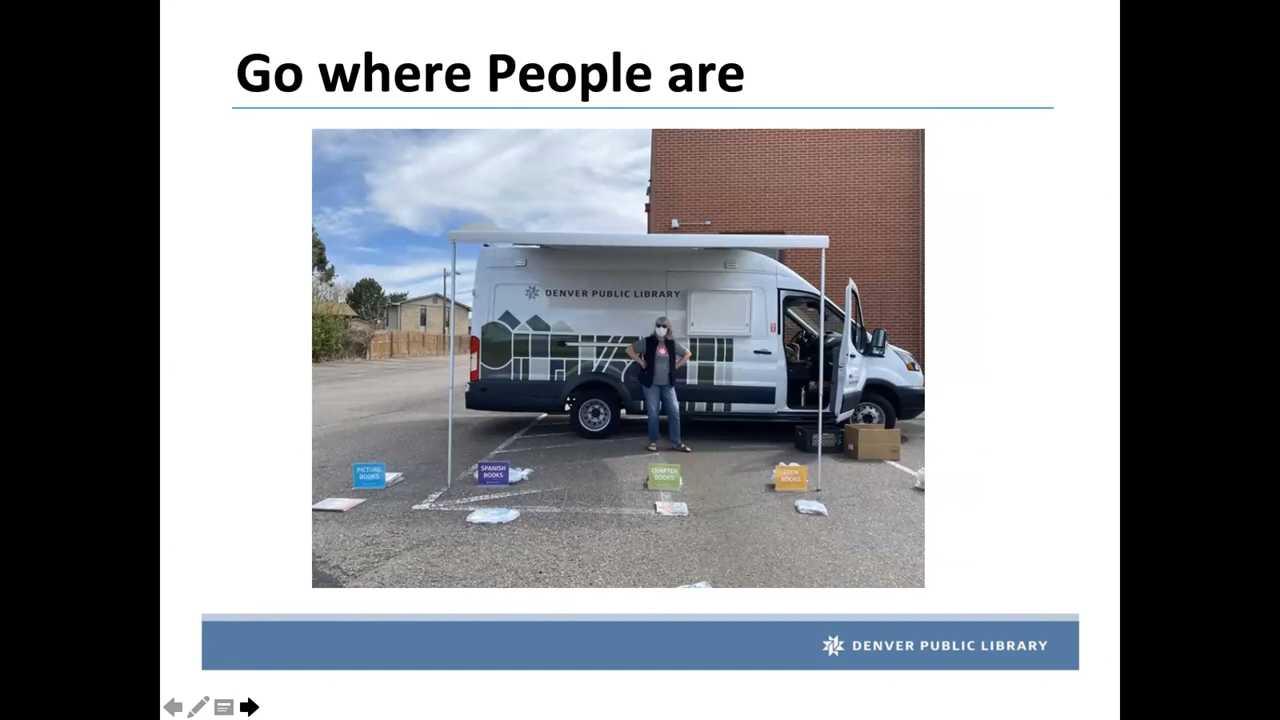 Go where People are
DENVER PUBLIC LIBRARY
PICTURE
BOOKS
SPANISH
BOOKS
CHAPTER
BOOKS
TEEN
BOOKS
DENVER PUBLIC LIBRARY